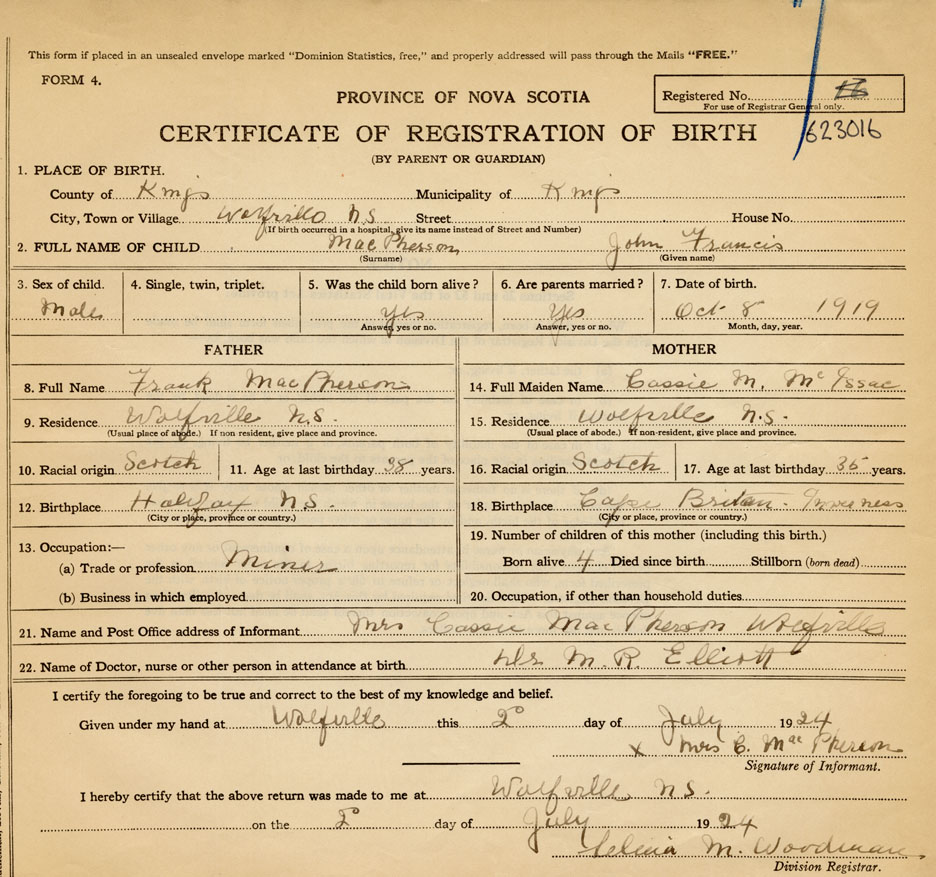 This form if placed in an unsealed envelope marked "Dominion Statistics, free," and properly addressed will pass through the Mails "FREE."
FORM 4.
PROVINCE OF NOVA SCOTIA
Registered No.
For use of Registrar General only.
623016
CERTIFICATE OF REGISTRATION OF BIRTH
(BY PARENT OR GUARDIAN)
1. PLACE OF BIRTH.
County of Kings Municipality of Kings
City, Town or Village Wolfville N.S. Street House No.
(If birth occurred in a hospital, give its name instead of Street and Number)
2. FULL NAME OF CHILD MacPherson John Francis
(Surname) (Given name)
3. Sex of child. 4. Single, twin, triplet. 5. Was the child born alive? 6. Are parents married? 7. Date of birth.
Male yes Yes Oct 8 1919
Answer, yes or no. Answer, yes or no. Month, day, year.
FATHER MOTHER
8. Full Name Frank MacPherson 14. Full Maiden Name Cassie M. McIssac
9. Residence Wolfville N.S. 15. Residence Wolfville N.S.
(Usual place of abode.) If non resident, give place and province. (Usual place of abode.) If non-resident, give place and province.
10. Racial origin Scotch 11. Age at last birthday 38 years. 16. Racial origin Scotch 17. Age at last birthday 35 years.
12. Birthplace Halifax N.S. 18. Birthplace Cape Briton - Inverness
(City or place, province or country.) (City or place, province or country.)
13. Occupation:— 19. Number of children of this mother (including this birth.)
(a) Trade or profession Miner Born alive 4 Died since birth Stillborn (born dead)
(b) Business in which employed 20. Occupation, if other than household duties
21. Name and Post Office address of Informant Mrs Cassie MacPherson Wolfville
22. Name of Doctor, nurse or other person in attendance at birth M. R. Elliott
I certify the foregoing to be true and correct to the best of my knowledge and belief.
Given under my hand at Wolfville this 2 day of July 1924
x Mrs C. MacPherson
Signature of Informant.
I hereby certify that the above return was made to me at Wolfville N.S.
on the 2 day of July 1924
M. Woodman
Division Registrar.